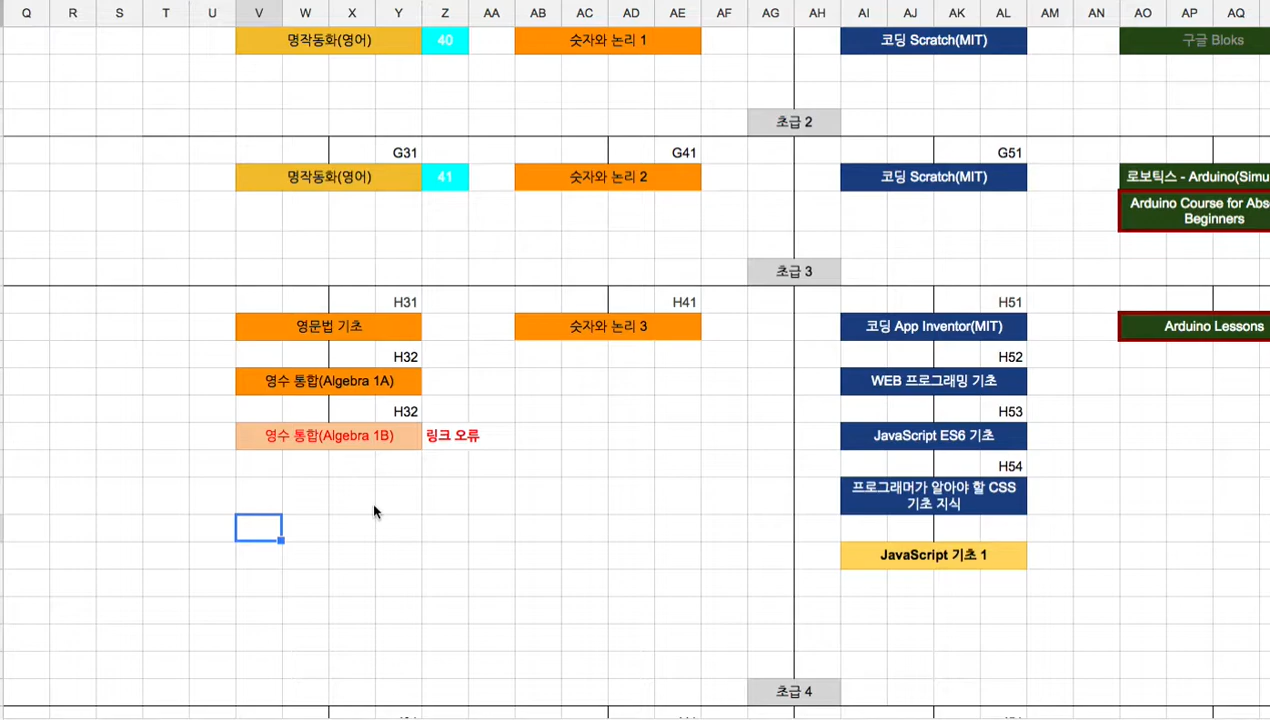 Q R S T U V W X Y Z AA AB AC AD AE AF AG AH AI AJ AK AL AM AN AO AP AQ
명작동화(영어) 40 숫자와 논리 1 코딩 Scratch(MIT) 구글 Bloks
초급 2
G31 G41 G51
명작동화(영어) 41 숫자와 논리 2 코딩 Scratch(MIT) 로보틱스 - Arduino(Simu
Arduino Course for Abs
Beginners
초급 3
H31 H41 H51
영문법 기초 숫자와 논리 3 코딩 App Inventor(MIT) Arduino Lessons
H32 H52
영수 통합(Algebra 1A) WEB 프로그래밍 기초
H32 H53
영수 통합(Algebra 1B) 링크 오류 JavaScript ES6 기초
H54
프로그래머가 알아야 할 CSS
기초 지식
JavaScript 기초 1
초급 4